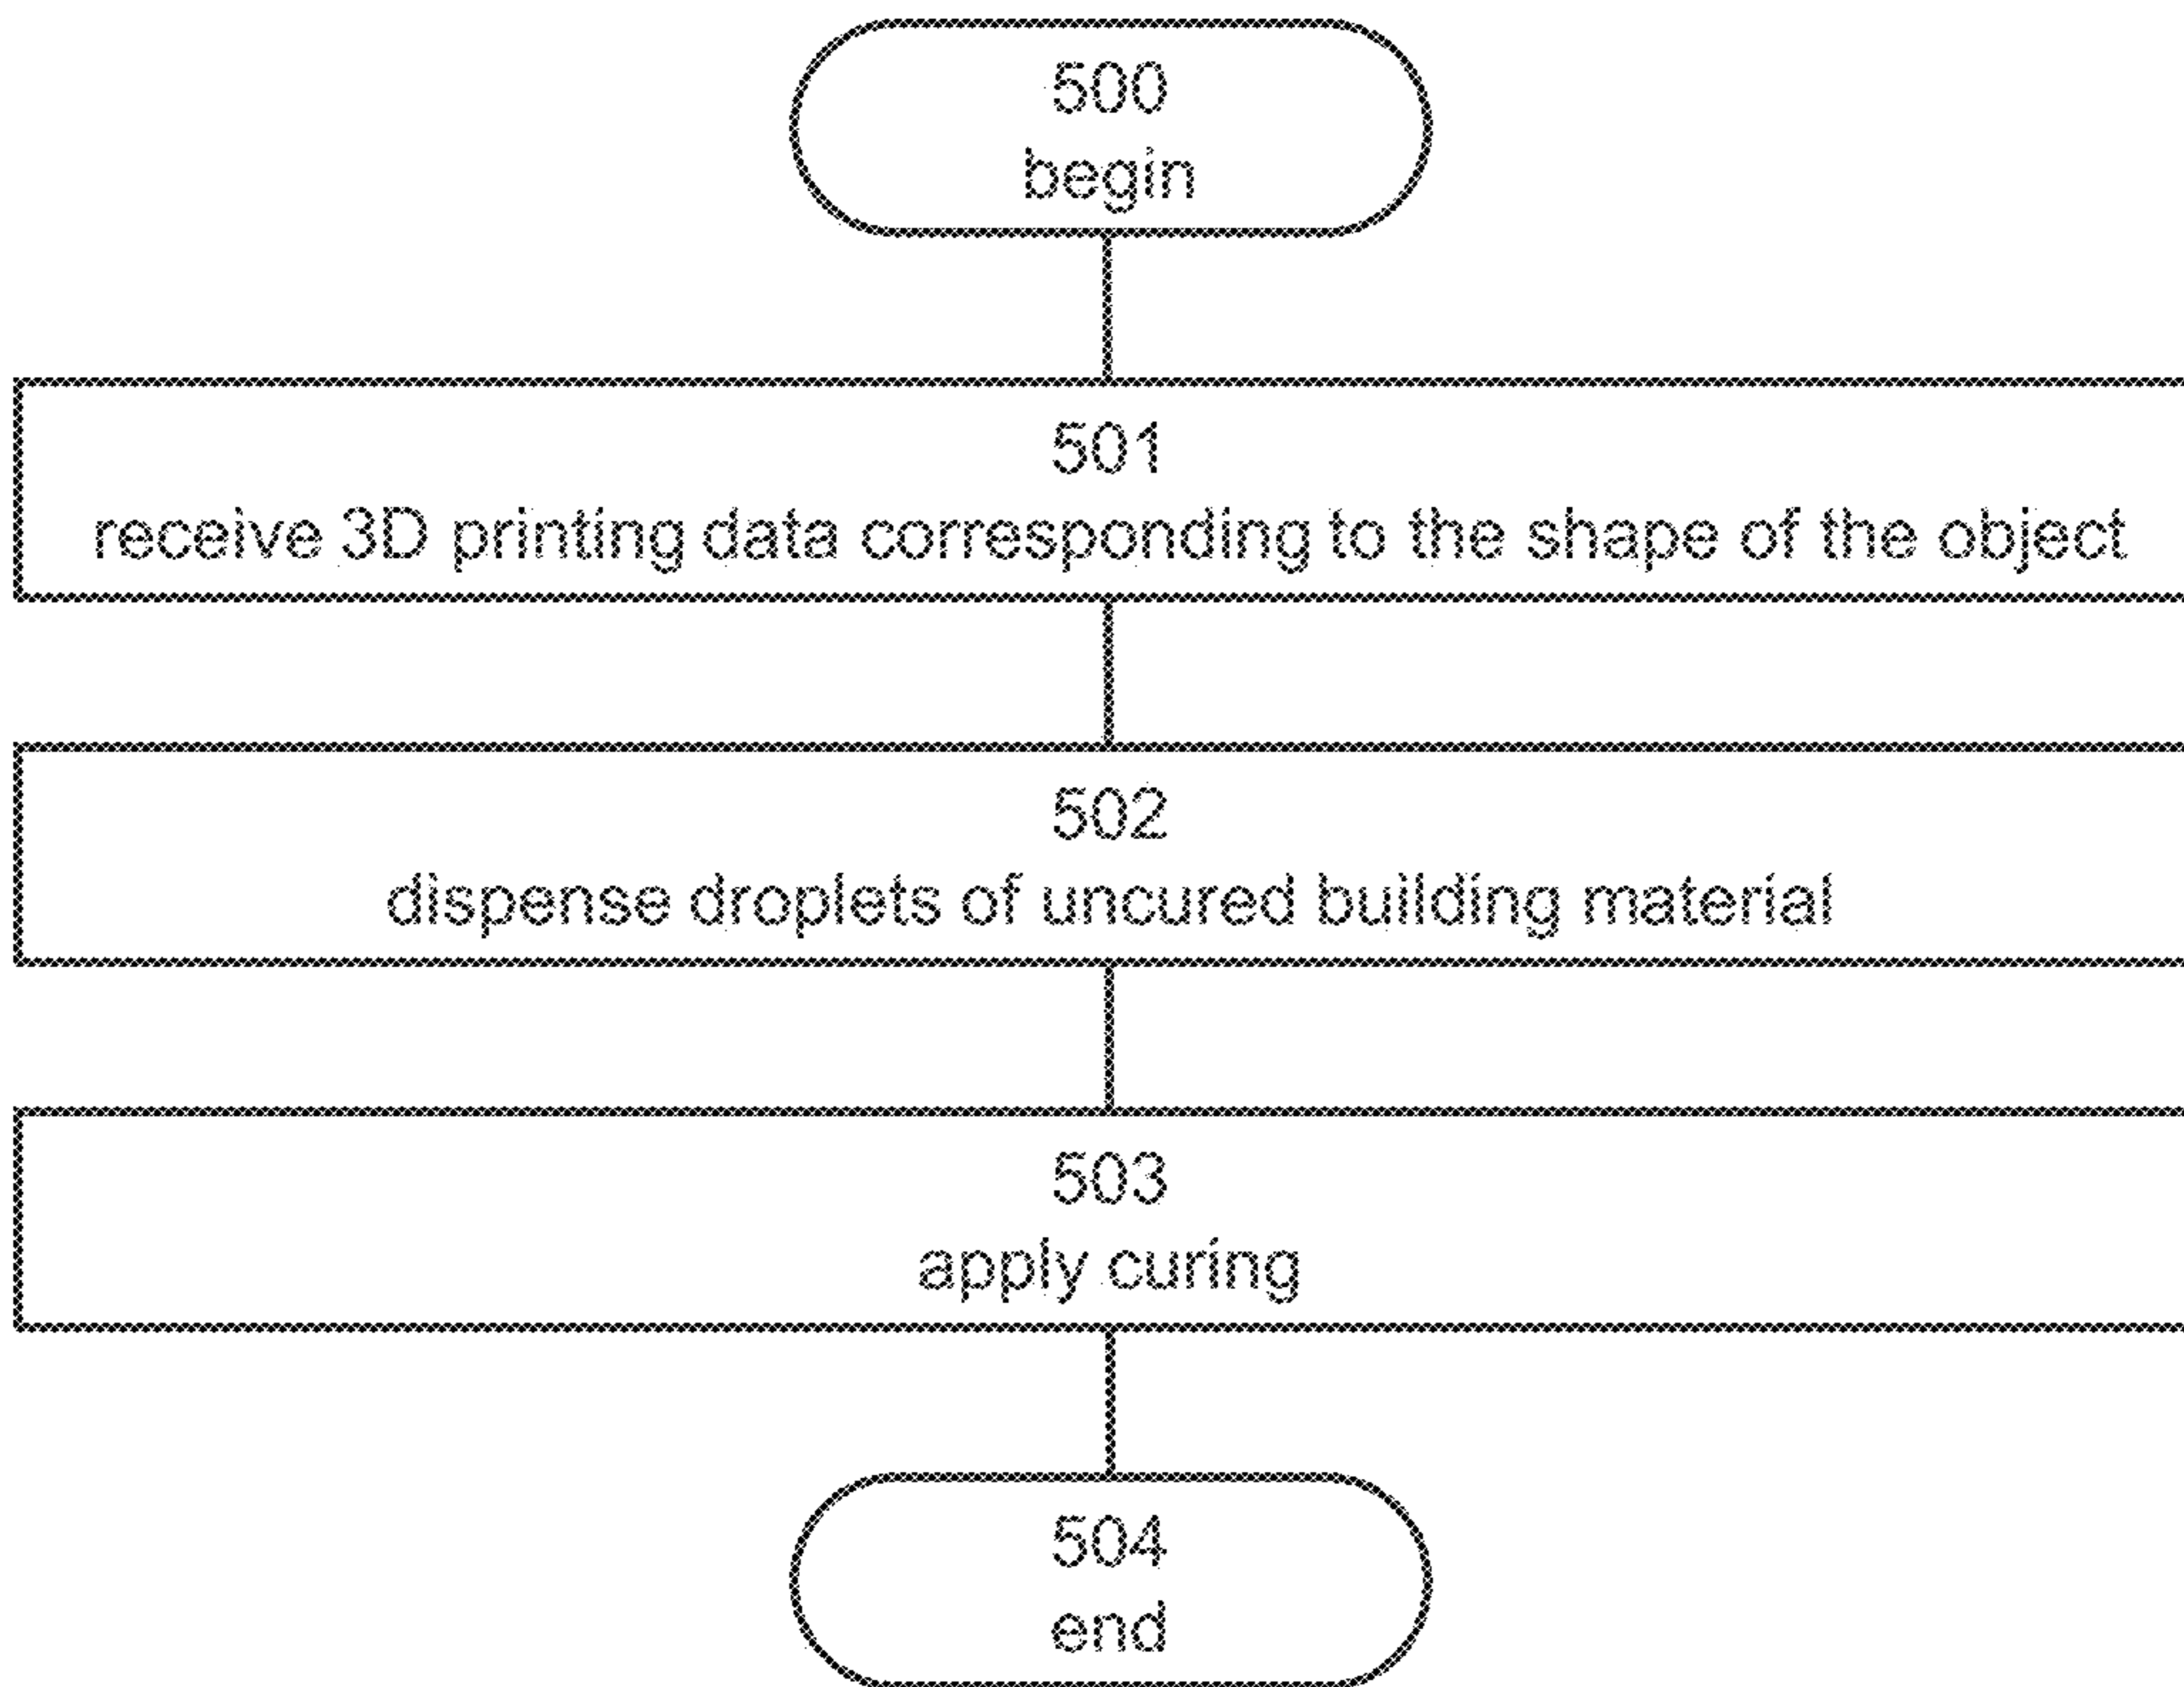 500
begin
501
receive 3D printing data corresponding to the shape of the object
502
dispense droplets of uncured building material
503
apply curing
504
end